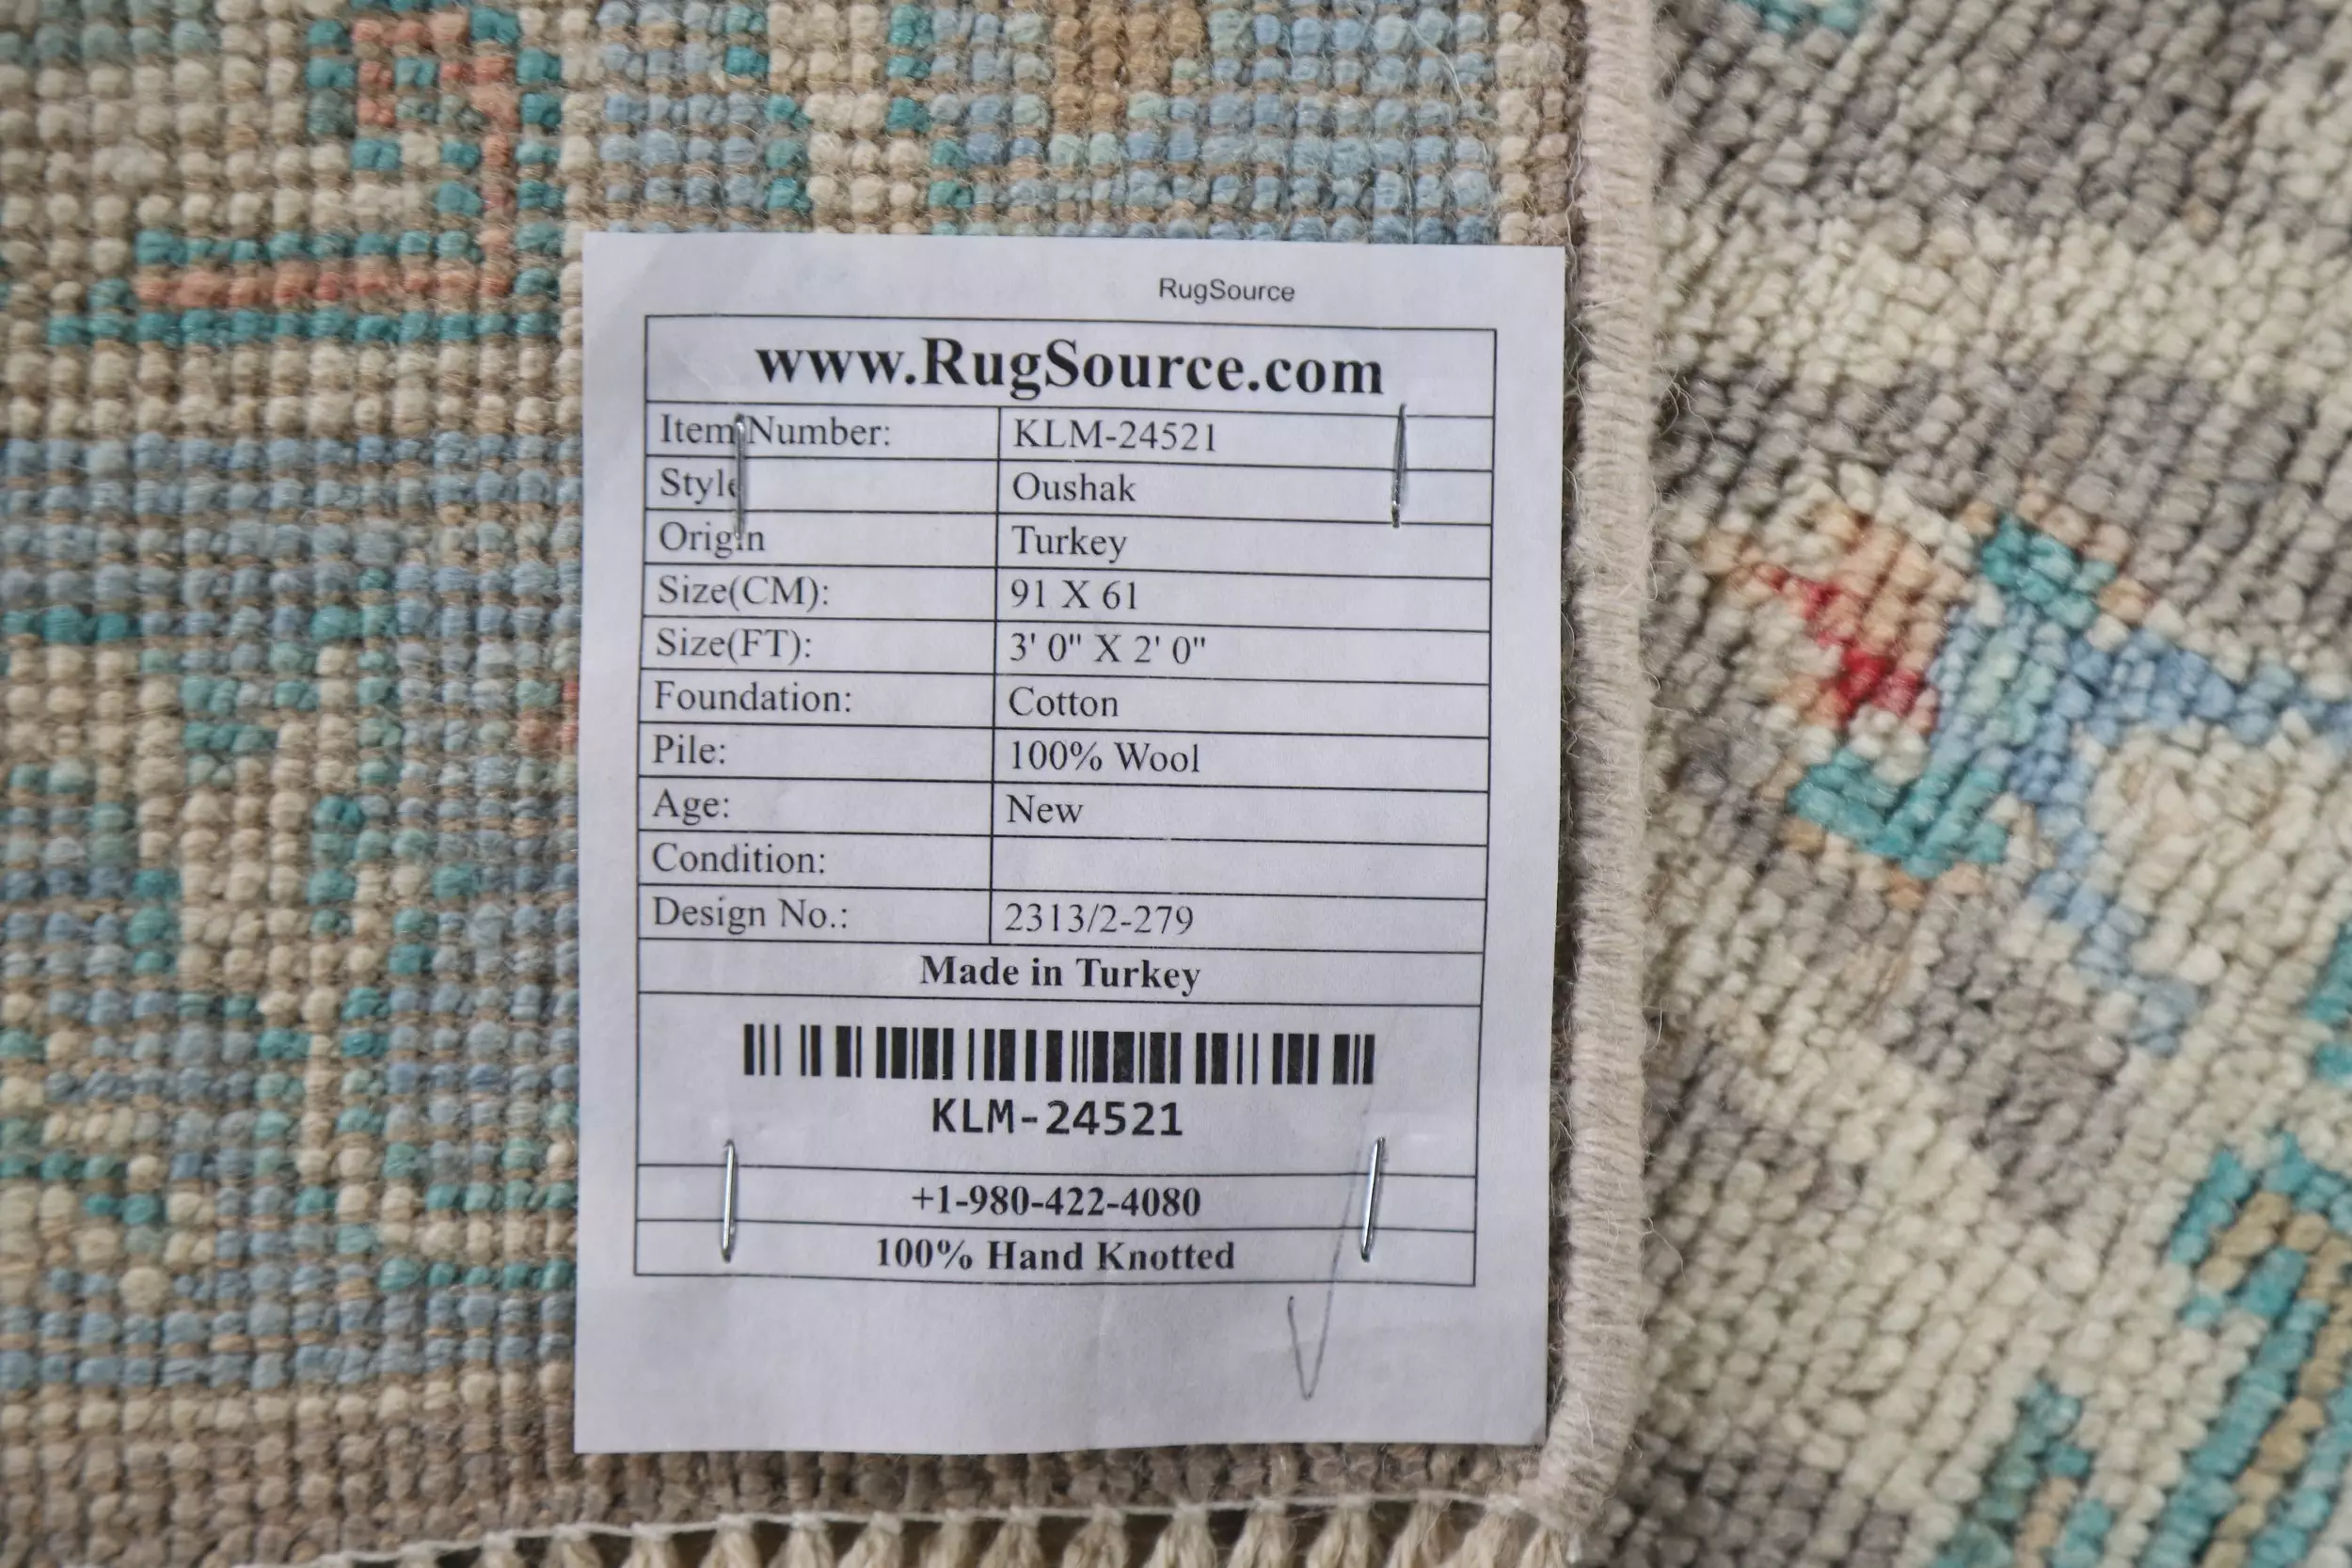 RugSource
www.RugSource.com
Item Number: KLM-24521
Style Oushak
Origin Turkey
Size(CM): 91 X 61
Size(FT): 3' 0" X 2' 0"
Foundation: Cotton
Pile: 100% Wool
Age: New
Condition:
Design No.: 2313/2-279
Made in Turkey
KLM-24521
+1-980-422-4080
100% Hand Knotted